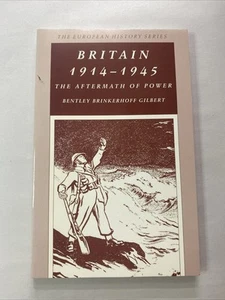 THE EUROPEAN HISTORY SERIES
BRITAIN
1914–1945
THE AFTERMATH OF POWER
BENTLEY BRINKERHOFF GILBERT